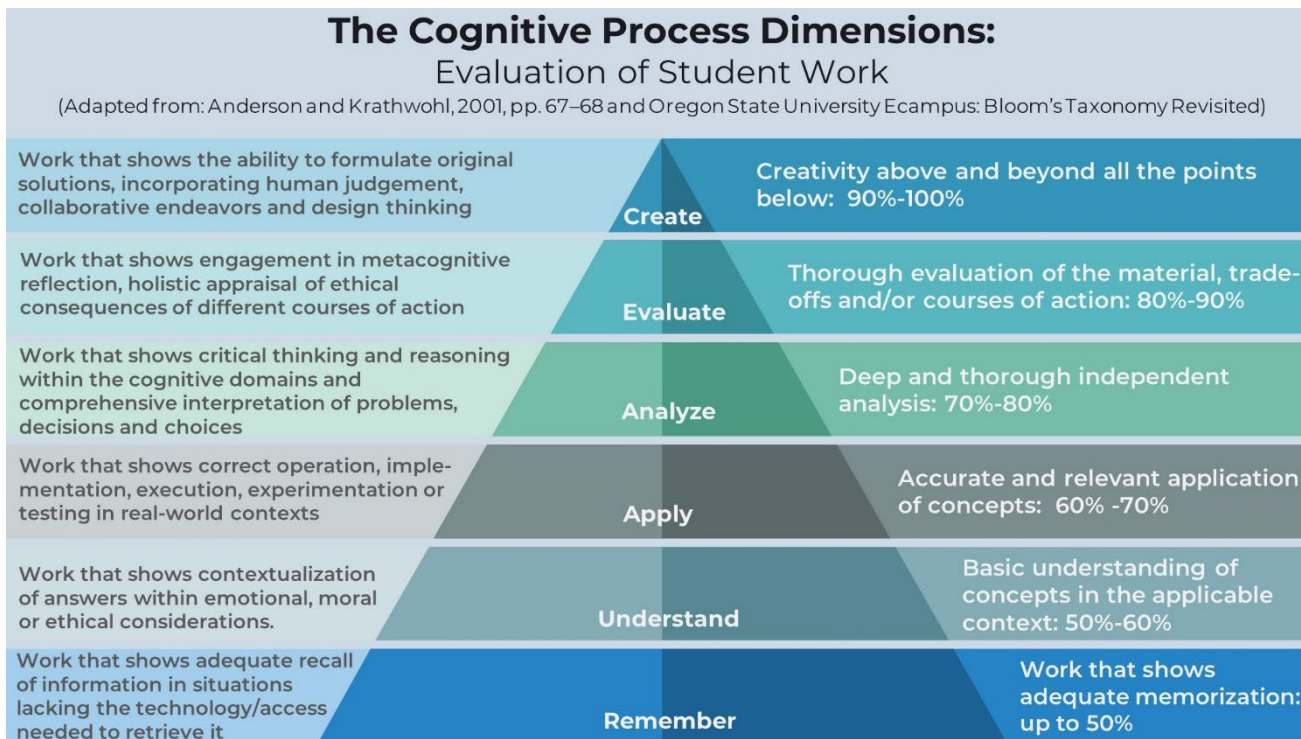 The Cognitive Process Dimensions:
Evaluation of Student Work
(Adapted from: Anderson and Krathwohl, 2001, pp. 67–68 and Oregon State University Ecampus: Bloom's Taxonomy Revisited)
Work that shows the ability to formulate original
solutions, incorporating human judgement,
collaborative endeavors and design thinking
Create
Creativity above and beyond all the points
below: 90%-100%
Work that shows engagement in metacognitive
reflection, holistic appraisal of ethical
consequences of different courses of action
Evaluate
Thorough evaluation of the material, trade-
offs and/or courses of action: 80%-90%
Work that shows critical thinking and reasoning
within the cognitive domains and
comprehensive interpretation of problems,
decisions and choices
Analyze
Deep and thorough independent
analysis: 70%-80%
Work that shows correct operation, imple-
mentation, execution, experimentation or
testing in real-world contexts
Apply
Accurate and relevant application
of concepts: 60% -70%
Work that shows contextualization
of answers within emotional, moral
or ethical considerations.
Understand
Basic understanding of
concepts in the applicable
context: 50%-60%
Work that shows adequate recall
of information in situations
lacking the technology/access
needed to retrieve it
Remember
Work that shows
adequate memorization:
up to 50%